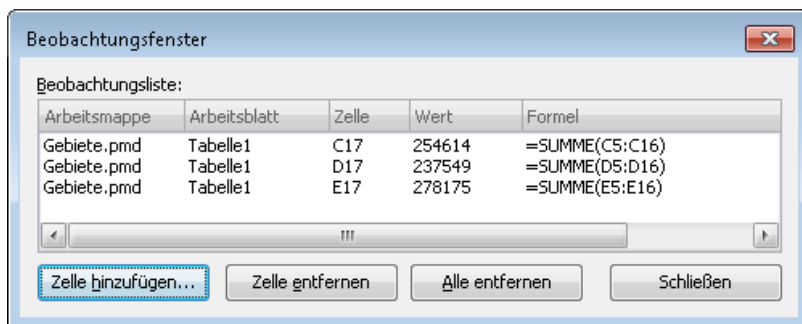 Beobachtungsfenster
Beobachtungsliste:
Arbeitsmappe Arbeitsblatt Zelle Wert Formel
Gebiete.pmd Tabelle1 C17 254614 =SUMME(C5:C16)
Gebiete.pmd Tabelle1 D17 237549 =SUMME(D5:D16)
Gebiete.pmd Tabelle1 E17 278175 =SUMME(E5:E16)
Zelle hinzufügen... Zelle entfernen Alle entfernen Schließen